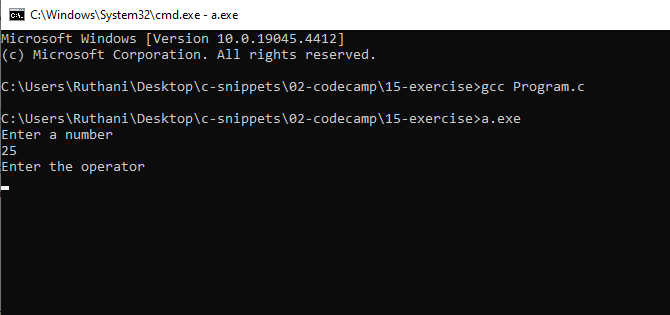 C:\Windows\System32\cmd.exe - a.exe
Microsoft Windows [Version 10.0.19045.4412]
(c) Microsoft Corporation. All rights reserved.
C:\Users\Ruthani\Desktop\c-snippets\02-codecamp\15-exercise>gcc Program.c
C:\Users\Ruthani\Desktop\c-snippets\02-codecamp\15-exercise>a.exe
Enter a number
25
Enter the operator